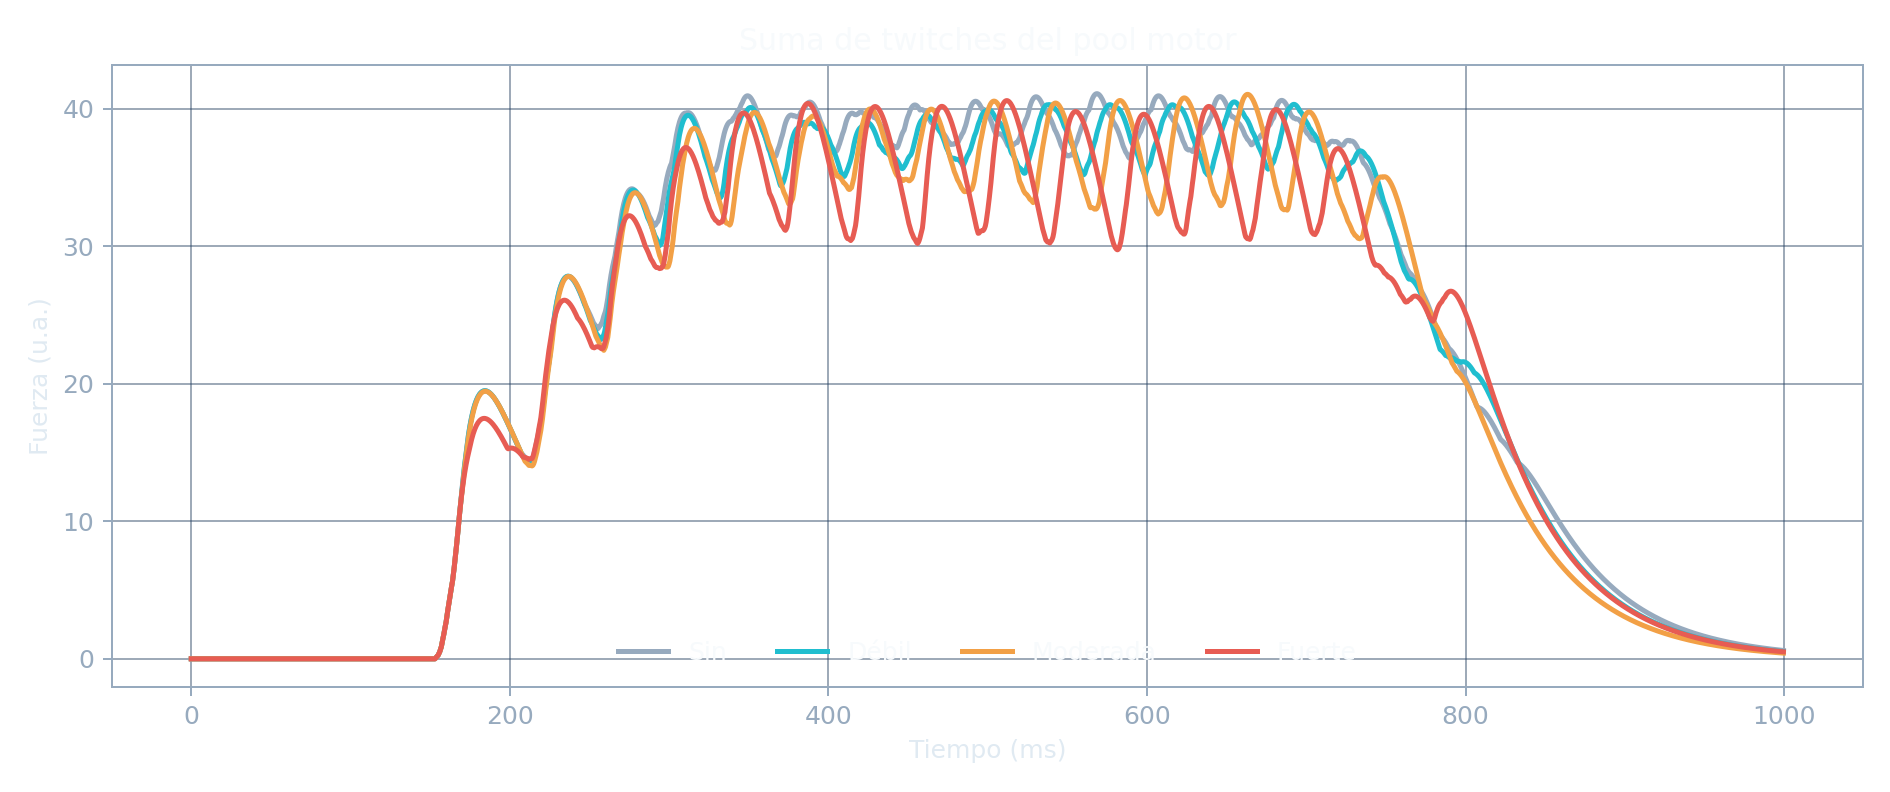 Suma de twitches del pool motor
Fuerza (u.a.)
40
30
20
10
0
Sin Débil Moderada Fuerte
0 200 400 600 800 1000
Tiempo (ms)